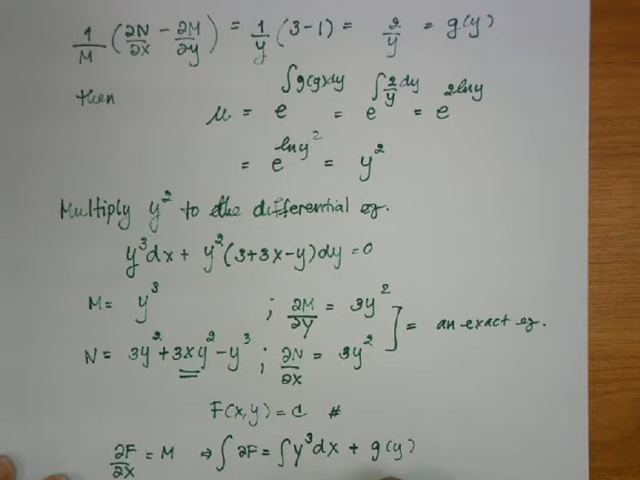 1/M (∂N/∂x - ∂M/∂y) = 1/y (3-1) = 2/y = g(y)
then
μ = e^∫g(y)dy = e^∫2/y dy = e^2lny
= e^lny² = y²
Multiply y² to the differential eq.
y³dx + y²(3+3x-y)dy = 0
M = y³ ; ∂M/∂y = 3y²
= an exact eq.
N = 3y² + 3xy² - y³ ; ∂N/∂x = 3y²
F(x,y) = C #
∂F/∂x = M ⇒ ∫∂F = ∫y³dx + g(y)